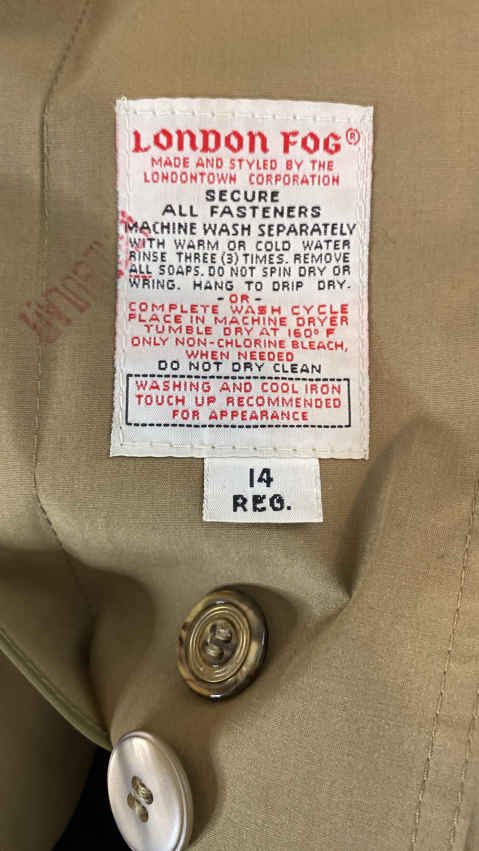 LONDON FOG®
MADE AND STYLED BY THE
LONDONTOWN CORPORATION
SECURE
ALL FASTENERS
MACHINE WASH SEPARATELY
WITH WARM OR COLD WATER
RINSE THREE (3) TIMES. REMOVE
ALL SOAPS. DO NOT SPIN DRY OR
WRING. HANG TO DRIP DRY.
- OR -
COMPLETE WASH CYCLE
PLACE IN MACHINE DRYER
TUMBLE DRY AT 160° F
ONLY NON-CHLORINE BLEACH,
WHEN NEEDED
DO NOT DRY CLEAN
WASHING AND COOL IRON
TOUCH UP RECOMMENDED
FOR APPEARANCE
14
REG.